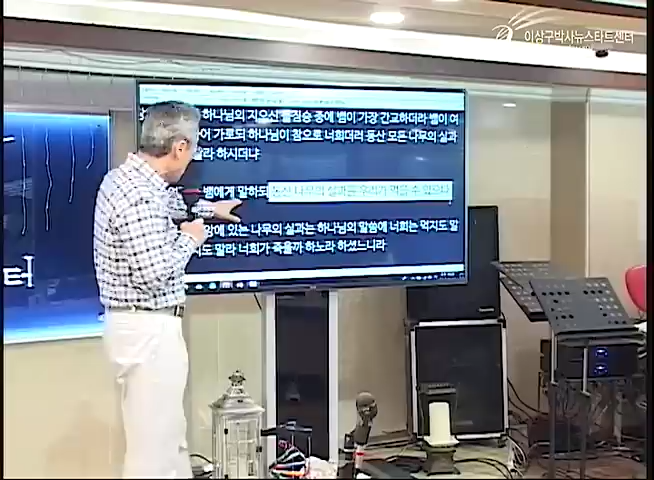 이상구박사뉴스타트센터
하나님의 지으신 들짐승 중에 뱀이 가장 간교하더라 뱀이 여
가로되 하나님이 참으로 너희더러 동산 모든 나무의 실과
말라 하시더냐
뱀에게 말하되 동산 나무의 실과를 우리가 먹을 수 있으나
있는 나무의 실과는 하나님의 말씀에 너희는 먹지도 말
지도 말라 너희가 죽을까 하노라 하셨느니라
터